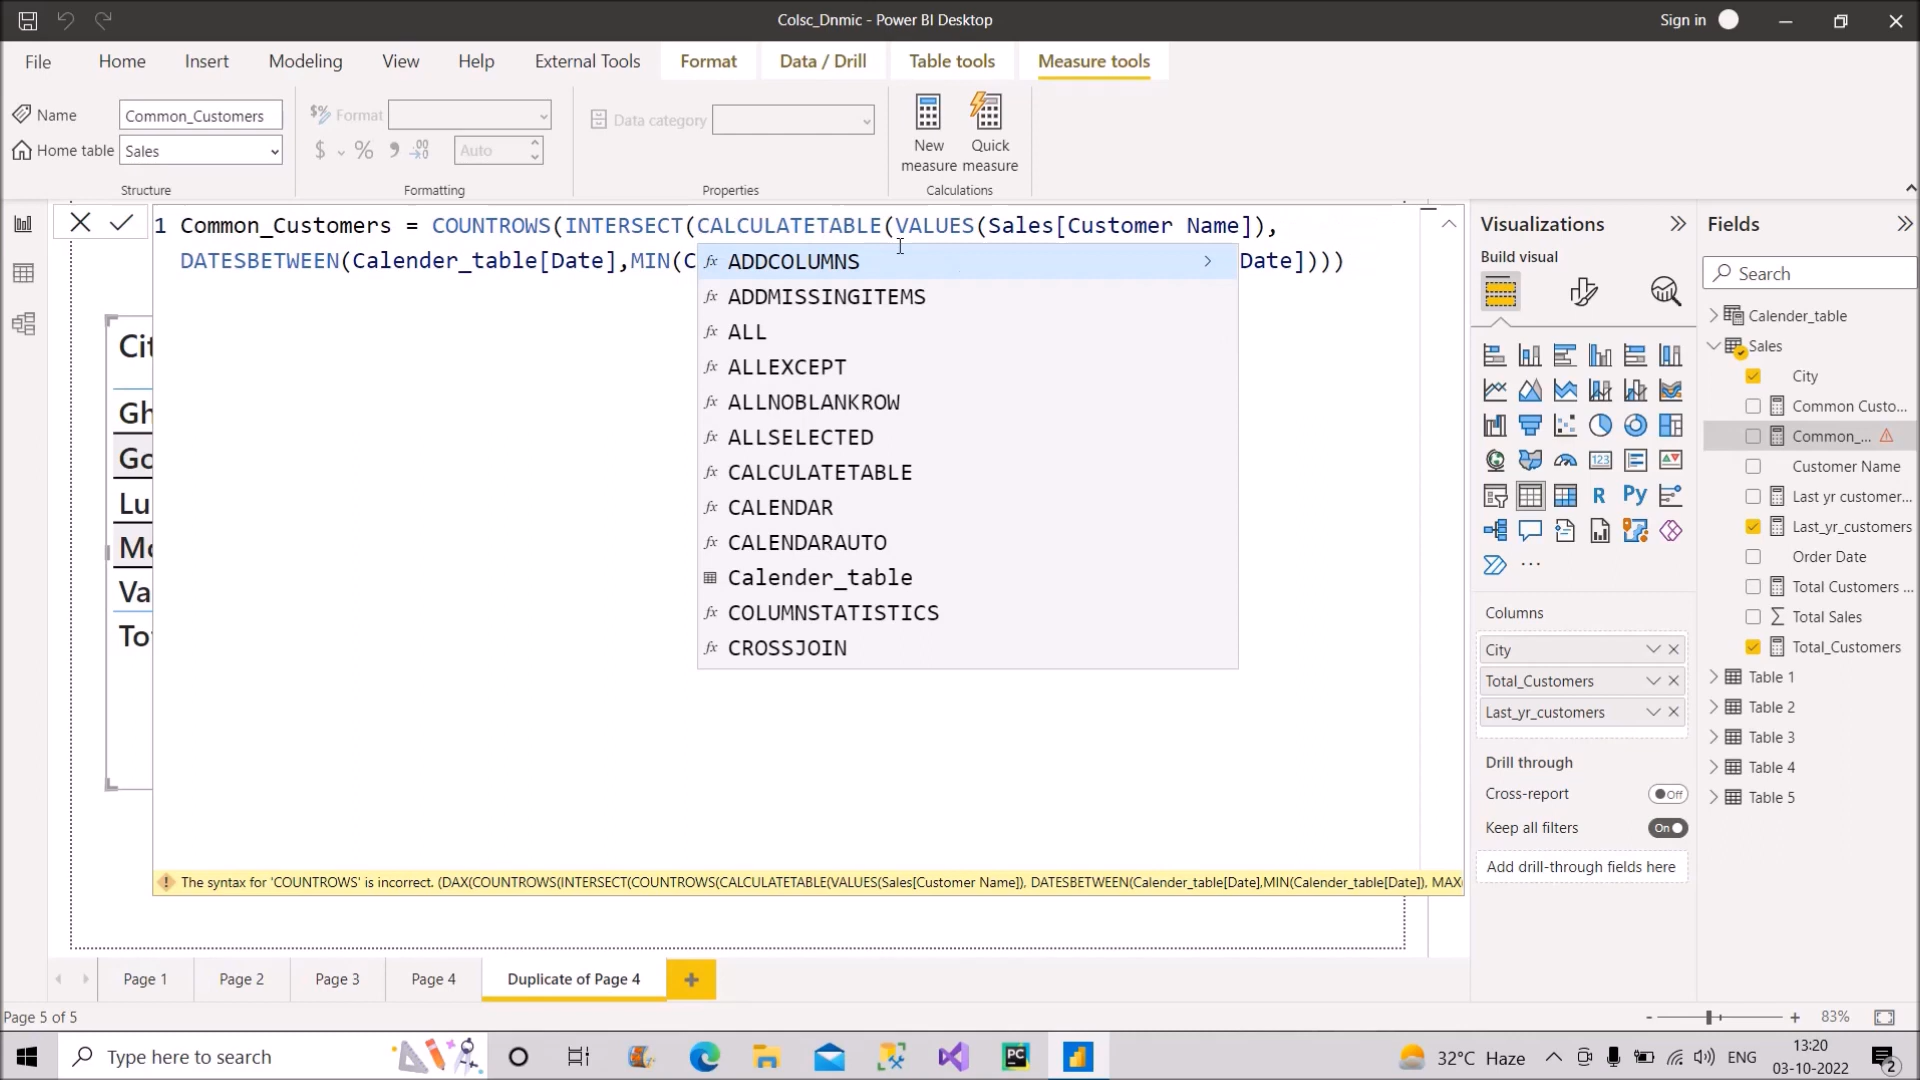 Colsc_Dnmic - Power BI Desktop
Sign in
File
Home
Insert
Modeling
View
Help
External Tools
Format
Data / Drill
Table tools
Measure tools
Name
Common_Customers
Home table
Sales
Structure
Format
$
%
Auto
Formatting
Data category
Properties
New measure
Quick measure
Calculations
1 Common_Customers = COUNTROWS(INTERSECT(CALCULATETABLE(VALUES(Sales[Customer Name]),
DATESBETWEEN(Calender_table[Date],MIN(C
Date])))
ADDCOLUMNS
ADDMISSINGITEMS
ALL
ALLEXCEPT
ALLNOBLANKROW
ALLSELECTED
CALCULATETABLE
CALENDAR
CALENDARAUTO
Calender_table
COLUMNSTATISTICS
CROSSJOIN
Cit
Gh
Go
Lu
Mo
Va
To
The syntax for 'COUNTROWS' is incorrect. (DAX(COUNTROWS(INTERSECT(COUNTROWS(CALCULATETABLE(VALUES(Sales[Customer Name]), DATESBETWEEN(Calender_table[Date],MIN(Calender_table[Date]), MAX
Visualizations
Build visual
Columns
City
Total_Customers
Last_yr_customers
Drill through
Cross-report
Off
Keep all filters
On
Add drill-through fields here
Fields
Search
Calender_table
Sales
City
Common Custo...
Common_...
Customer Name
Last yr customer...
Last_yr_customers
Order Date
Total Customers ...
Total Sales
Total_Customers
Table 1
Table 2
Table 3
Table 4
Table 5
Page 1
Page 2
Page 3
Page 4
Duplicate of Page 4
Page 5 of 5
83%
Type here to search
32°C Haze
ENG
13:20
03-10-2022
2